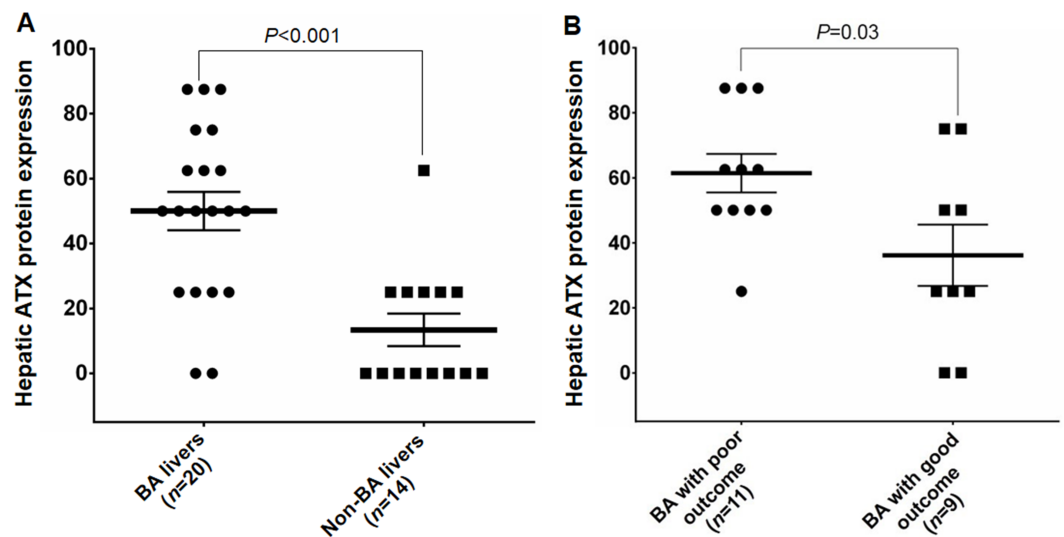 A
P<0.001
Hepatic ATX protein expression
100
80
60
40
20
0
BA livers
(n=20)
Non-BA livers
(n=14)
B
P=0.03
Hepatic ATX protein expression
100
80
60
40
20
0
BA with poor
outcome
(n=11)
BA with good
outcome
(n=9)